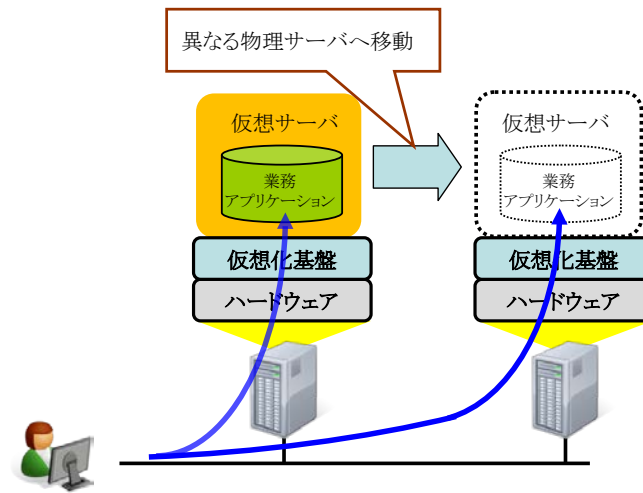 異なる物理サーバへ移動
仮想サーバ
業務
アプリケーション
仮想化基盤
ハードウェア
仮想サーバ
業務
アプリケーション
仮想化基盤
ハードウェア